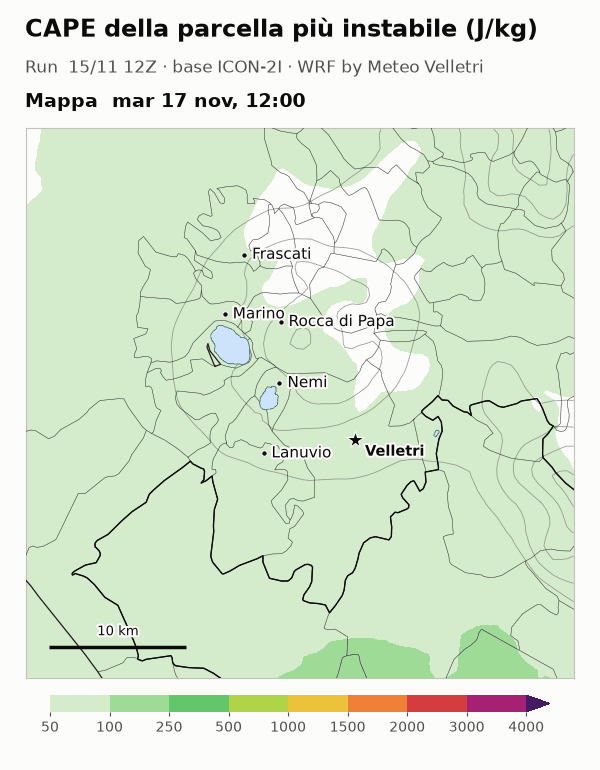 CAPE della parcella più instabile (J/kg)
Run  15/11 12Z · base ICON-2I · WRF by Meteo Velletri
Mappa  mar 17 nov, 12:00
Frascati
Marino
Rocca di Papa
Nemi
Velletri
Lanuvio
10 km
50 100 250 500 1000 1500 2000 3000 4000